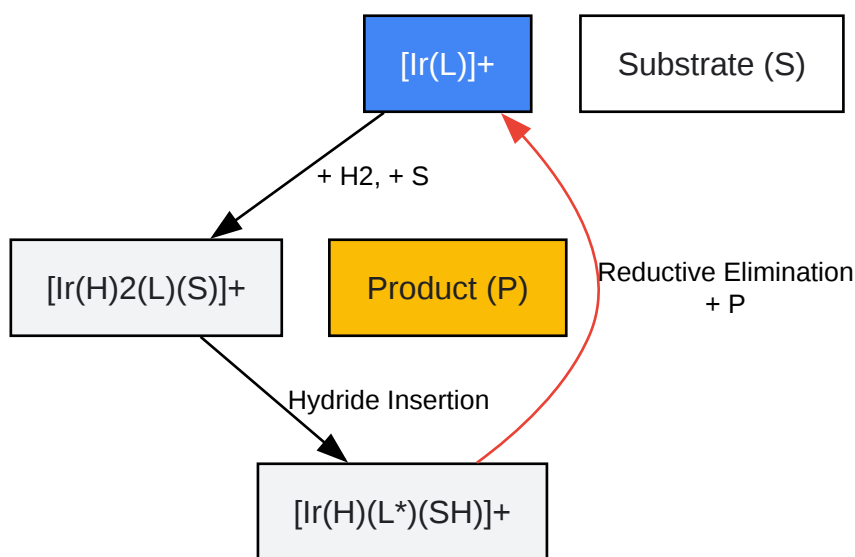 [Ir(L)]+
Substrate (S)
+ H2, + S
[Ir(H)2(L)(S)]+
Product (P)
Reductive Elimination
+ P
Hydride Insertion
[Ir(H)(L*)(SH)]+